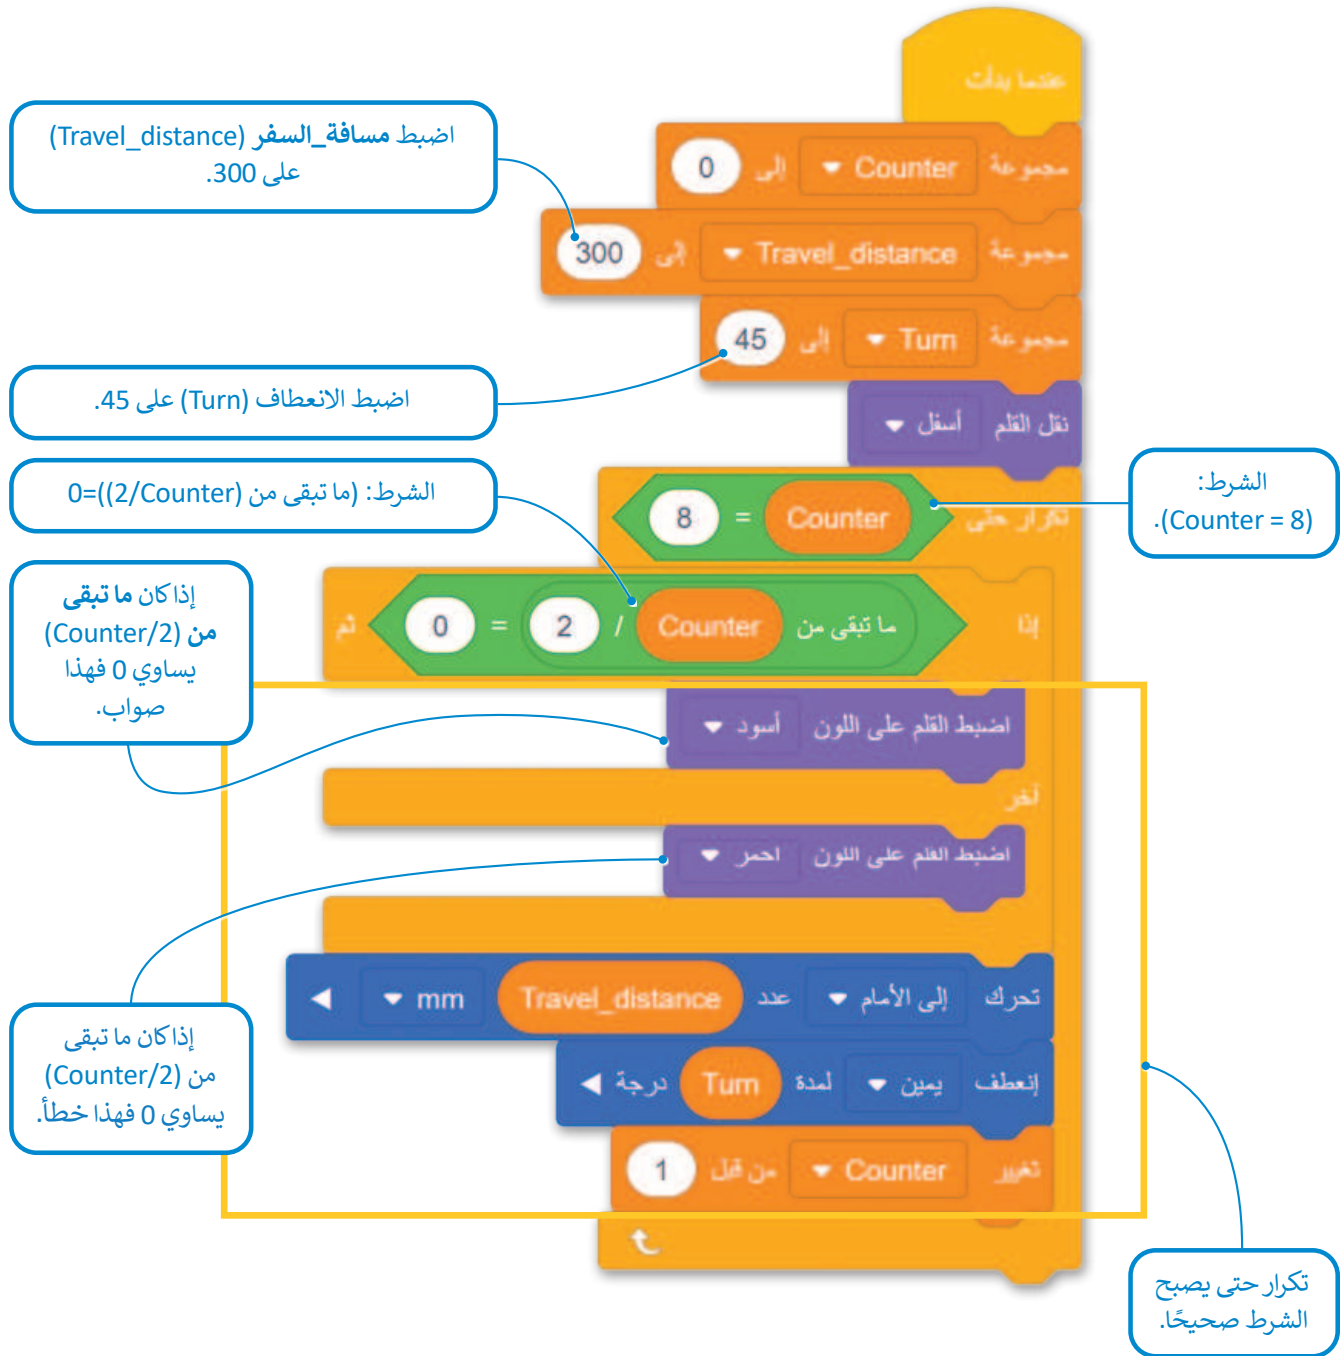 عندما بدأت
مجموعة Counter إلى 0
مجموعة Travel_distance إلى 300
مجموعة Turn إلى 45
نقل القلم أسفل
تكرار حتى Counter = 8
إذا ما تبقى من Counter / 2 = 0 ثم
اضبط القلم على اللون أسود
آخر
اضبط القلم على اللون احمر
تحرك إلى الأمام عدد Travel_distance mm
إنعطف يمين لمدة Turn درجة
تغيير Counter من قبل 1
اضبط مسافة_السفر (Travel_distance)
على 300.
اضبط الانعطاف (Turn) على 45.
الشرط: (ما تبقى من (Counter/2))=0
الشرط:
(Counter = 8).
إذا كان ما تبقى
من (Counter/2)
يساوي 0 فهذا
صواب.
إذا كان ما تبقى
من (Counter/2)
يساوي 0 فهذا خطأ.
تكرار حتى يصبح
الشرط صحيحًا.